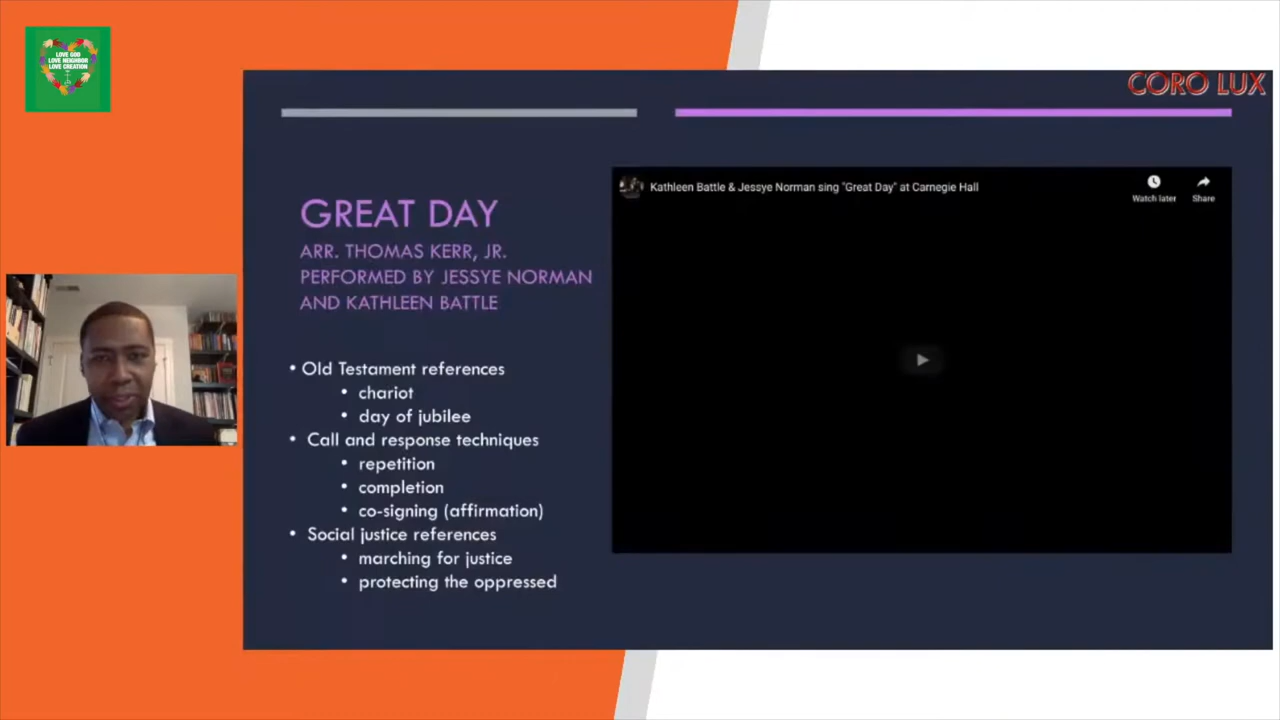 LOVE GOD
LOVE NEIGHBOR
LOVE CREATION
CORO LUX
GREAT DAY
ARR. THOMAS KERR, JR.
PERFORMED BY JESSYE NORMAN
AND KATHLEEN BATTLE
• Old Testament references
• chariot
• day of jubilee
• Call and response techniques
• repetition
• completion
• co-signing (affirmation)
• Social justice references
• marching for justice
• protecting the oppressed
Kathleen Battle & Jessye Norman sing "Great Day" at Carnegie Hall
Watch later
Share